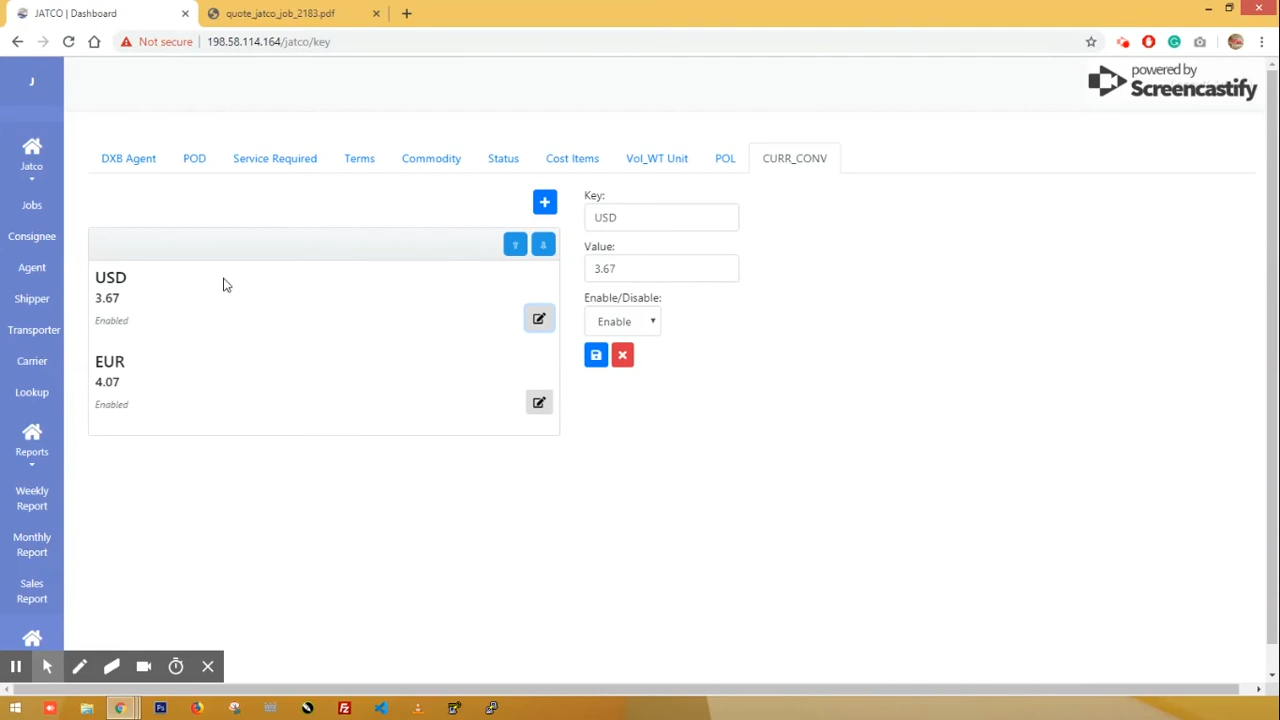 JATCO | Dashboard
quote_jatco_job_2183.pdf
Not secure
198.58.114.164/jatco/key
powered by
Screencastify
J
Jatco
Jobs
Consignee
Agent
Shipper
Transporter
Carrier
Lookup
Reports
Weekly
Report
Monthly
Report
Sales
Report
DXB Agent
POD
Service Required
Terms
Commodity
Status
Cost Items
Vol_WT Unit
POL
CURR_CONV
USD
3.67
Enabled
EUR
4.07
Enabled
Key:
USD
Value:
3.67
Enable/Disable:
Enable